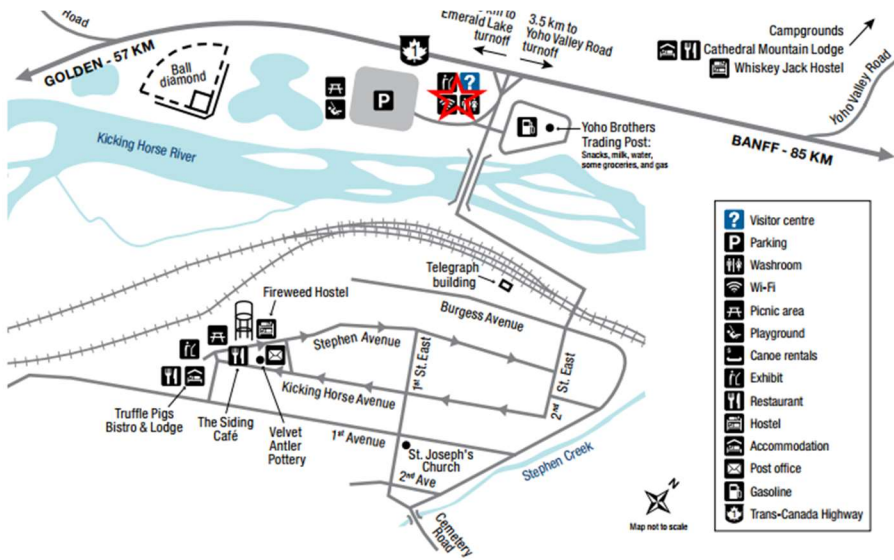 Road
km to
Emerald Lake
turnoff
3.5 km to
Yoho Valley Road
turnoff
Campgrounds
Cathedral Mountain Lodge
Whiskey Jack Hostel
Yoho Valley Road
GOLDEN - 57 KM
1
Ball
diamond
P
?
BANFF - 85 KM
Kicking Horse River
Yoho Brothers
Trading Post:
Snacks, milk, water,
some groceries, and gas
Telegraph
building
Fireweed Hostel
Burgess Avenue
Stephen Avenue
1st St. East
2nd St. East
Kicking Horse Avenue
Truffle Pigs
Bistro & Lodge
The Siding
Café
Velvet
Antler
Pottery
1st Avenue
St. Joseph's
Church
2nd Ave
Stephen Creek
Cemetery
Road
N
Map not to scale
? Visitor centre
P Parking
Washroom
Wi-Fi
Picnic area
Playground
Canoe rentals
Exhibit
Restaurant
Hostel
Accommodation
Post office
Gasoline
1 Trans-Canada Highway